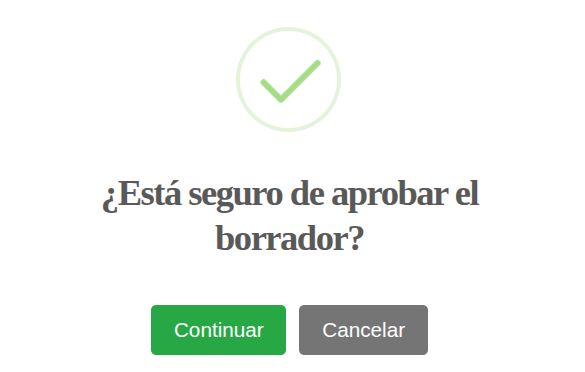 ¿Está seguro de aprobar el
borrador?
Continuar
Cancelar